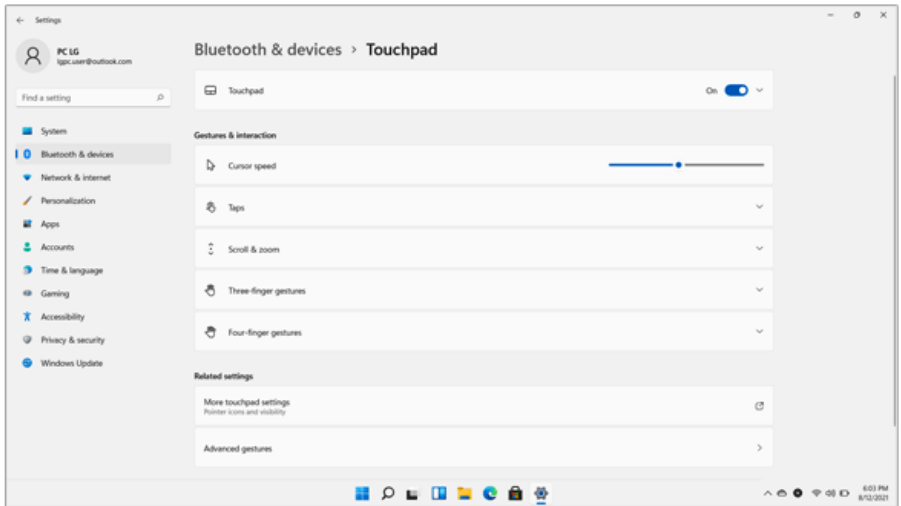 Settings
PC LG
lgpc.user@outlook.com
Find a setting
System
Bluetooth & devices
Network & internet
Personalization
Apps
Accounts
Time & language
Gaming
Accessibility
Privacy & security
Windows Update
Bluetooth & devices > Touchpad
Touchpad
On
Gestures & interaction
Cursor speed
Taps
Scroll & zoom
Three-finger gestures
Four-finger gestures
Related settings
More touchpad settings
Pointer icons and visibility
Advanced gestures
6:03 PM
8/12/2021